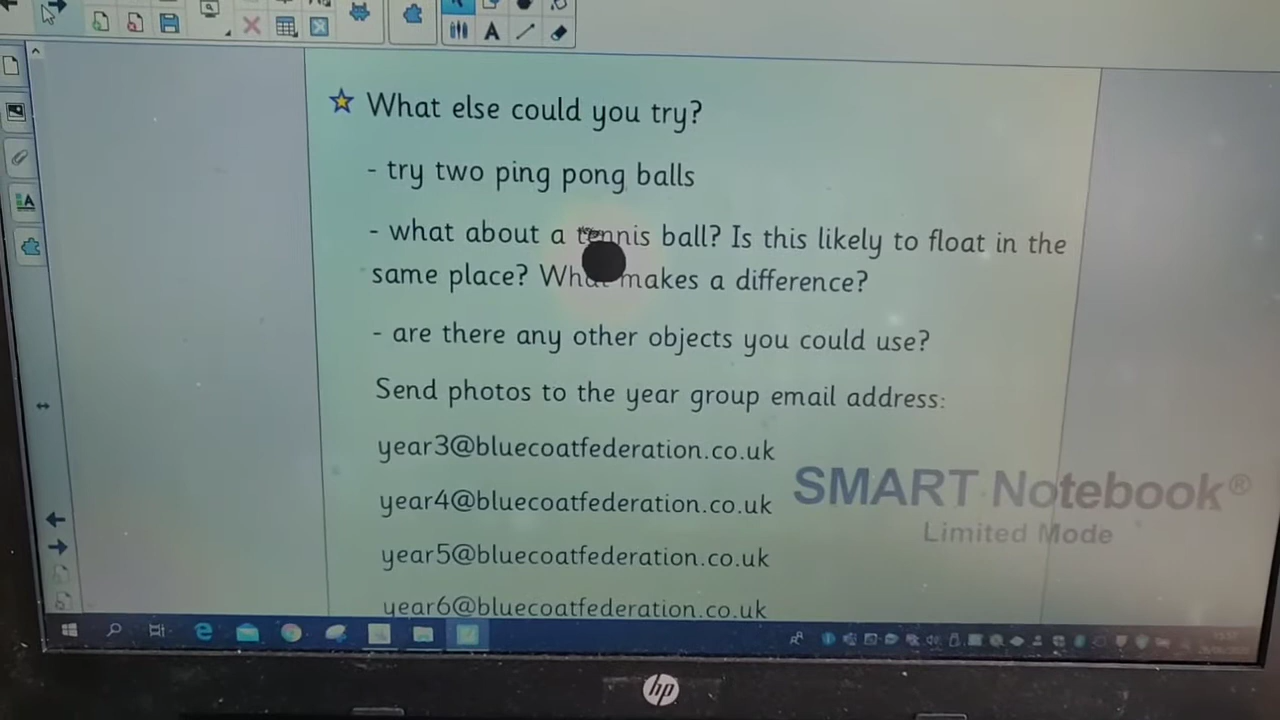 What else could you try?
- try two ping pong balls
- what about a tennis ball? Is this likely to float in the
same place? What makes a difference?
- are there any other objects you could use?
Send photos to the year group email address:
year3@bluecoatfederation.co.uk
year4@bluecoatfederation.co.uk
SMART Notebook®
Limited Mode
year5@bluecoatfederation.co.uk
year6@bluecoatfederation.co.uk
hp